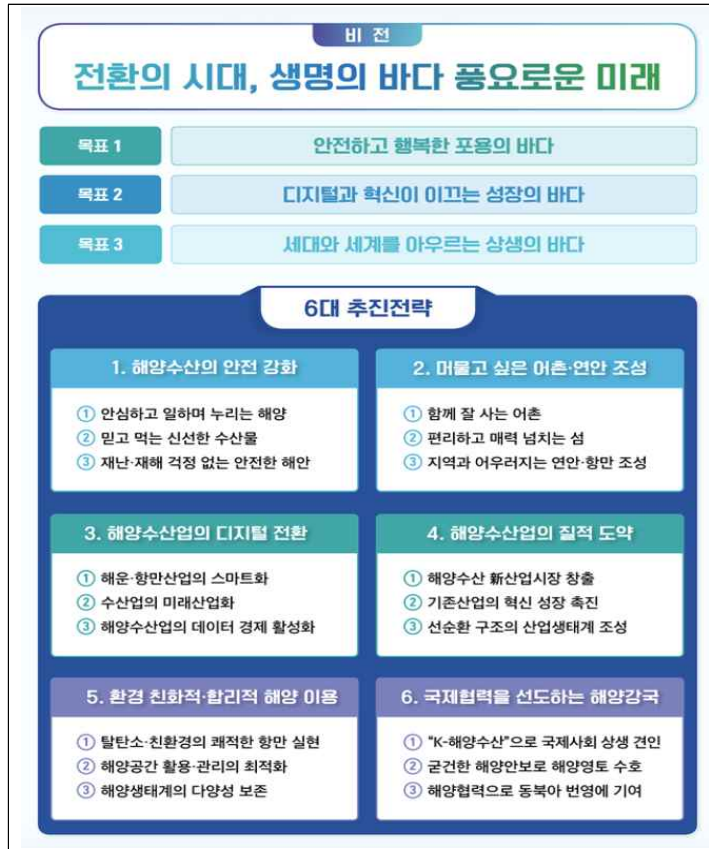 비 전
전환의 시대, 생명의 바다 풍요로운 미래
목표 1
안전하고 행복한 포용의 바다
목표 2
디지털과 혁신이 이끄는 성장의 바다
목표 3
세대와 세계를 아우르는 상생의 바다
6대 추진전략
1. 해양수산의 안전 강화
① 안심하고 일하며 누리는 해양
② 믿고 먹는 신선한 수산물
③ 재난·재해 걱정 없는 안전한 해안
2. 머물고 싶은 어촌·연안 조성
① 함께 잘 사는 어촌
② 편리하고 매력 넘치는 섬
③ 지역과 어우러지는 연안·항만 조성
3. 해양수산업의 디지털 전환
① 해운·항만산업의 스마트화
② 수산업의 미래산업화
③ 해양수산업의 데이터 경제 활성화
4. 해양수산업의 질적 도약
① 해양수산 新산업시장 창출
② 기존산업의 혁신 성장 촉진
③ 선순환 구조의 산업생태계 조성
5. 환경 친화적·합리적 해양 이용
① 탈탄소·친환경의 쾌적한 항만 실현
② 해양공간 활용·관리의 최적화
③ 해양생태계의 다양성 보존
6. 국제협력을 선도하는 해양강국
① “K-해양수산”으로 국제사회 상생 견인
② 굳건한 해양안보로 해양영토 수호
③ 해양협력으로 동북아 번영에 기여